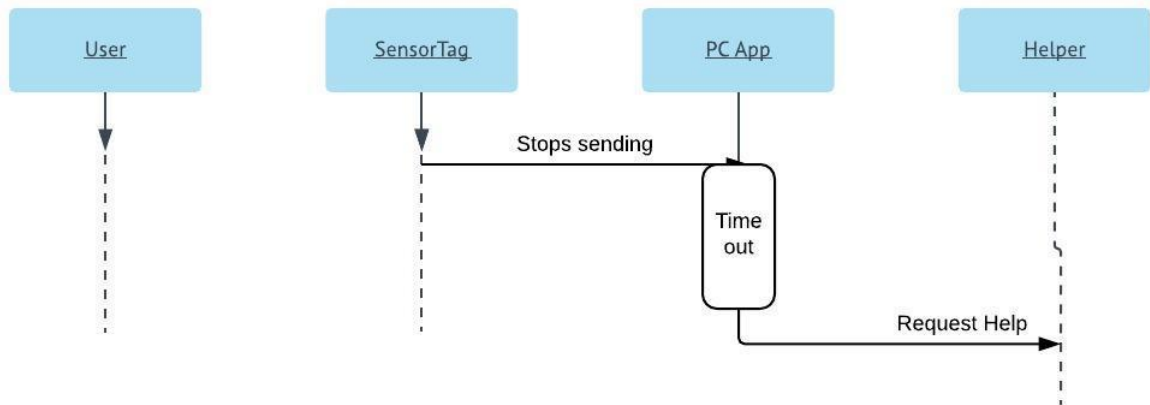 User
SensorTag
PC App
Helper
Stops sending
Time
out
Request Help